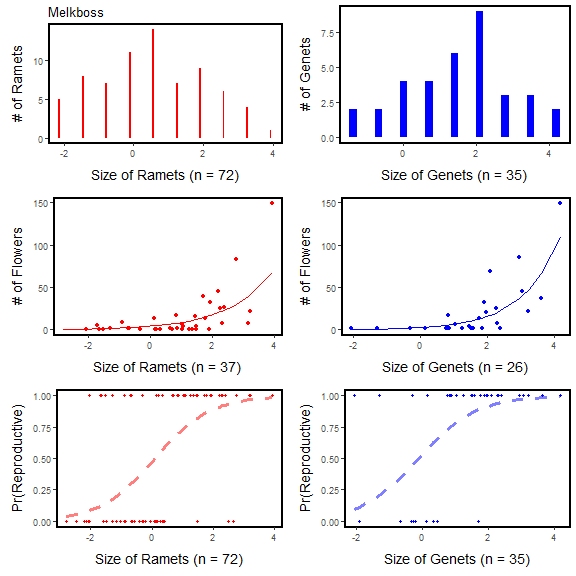 Melkboss
# of Ramets
10
5
0
-2 0 2 4
Size of Ramets (n = 72)
# of Genets
7.5
5.0
2.5
0.0
0 2 4
Size of Genets (n = 35)
# of Flowers
150
100
50
0
-2 0 2 4
Size of Ramets (n = 37)
# of Flowers
150
100
50
0
-2 0 2 4
Size of Genets (n = 26)
Pr(Reproductive)
1.00
0.75
0.50
0.25
0.00
-2 0 2 4
Size of Ramets (n = 72)
Pr(Reproductive)
1.00
0.75
0.50
0.25
0.00
-2 0 2 4
Size of Genets (n = 35)